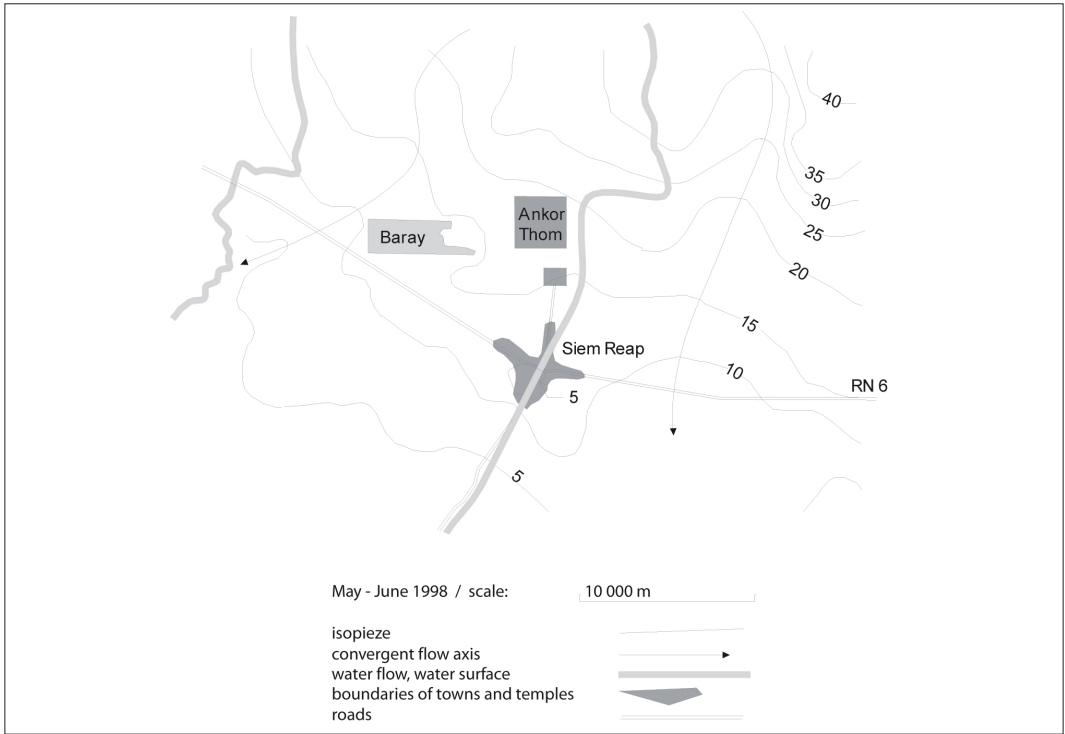 40
35
30
25
20
Ankor
Thom
Baray
15
Siem Reap
10
RN 6
5
5
May - June 1998 / scale:
10 000 m
isopieze
convergent flow axis
water flow, water surface
boundaries of towns and temples
roads